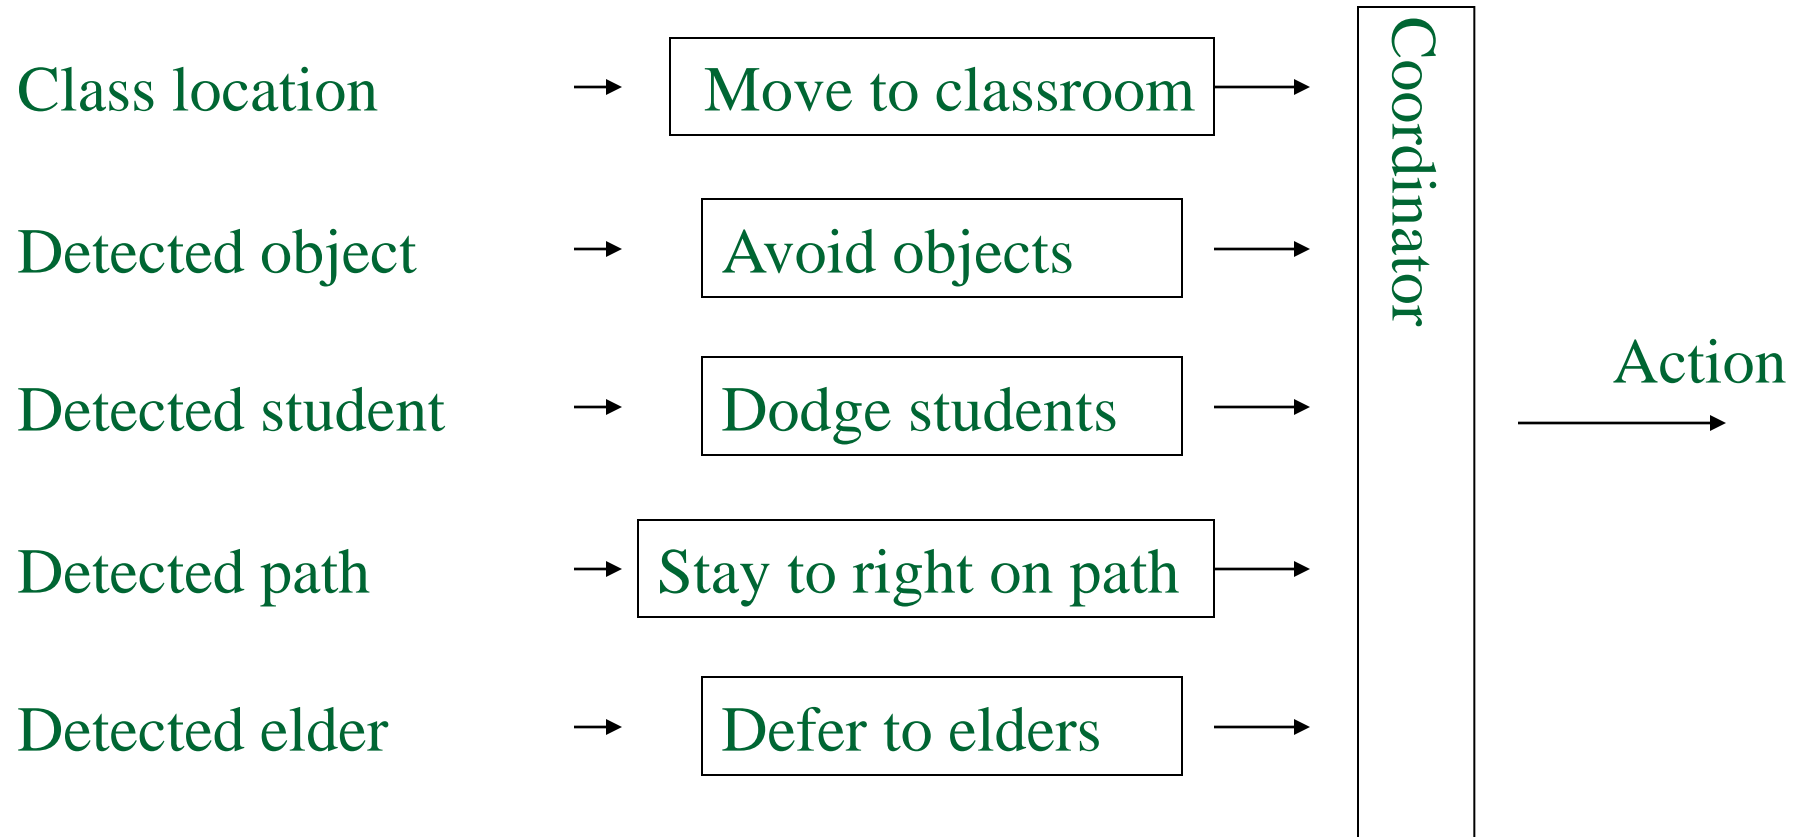 Class location
Move to classroom
Coordinator
Detected object
Avoid objects
Action
Detected student
Dodge students
Detected path
Stay to right on path
Detected elder
Defer to elders